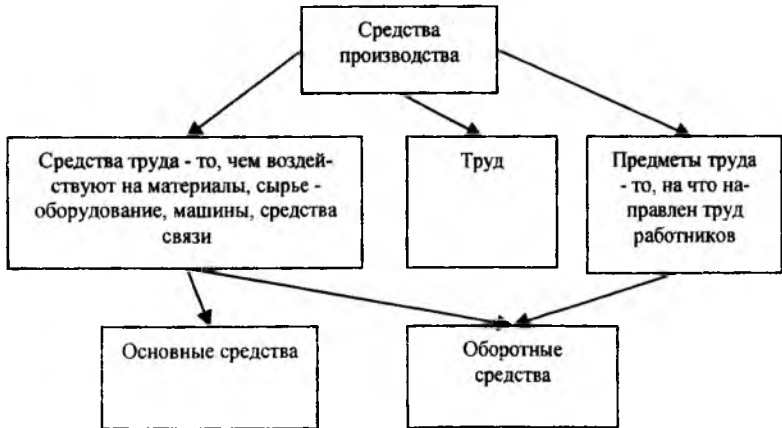 Средства
производства
Средства труда - то, чем воздей-
ствуют на материалы, сырье -
оборудование, машины, средства
связи
Труд
Предметы труда
- то, на что на-
правлен труд
работников
Основные средства
Оборотные
средства